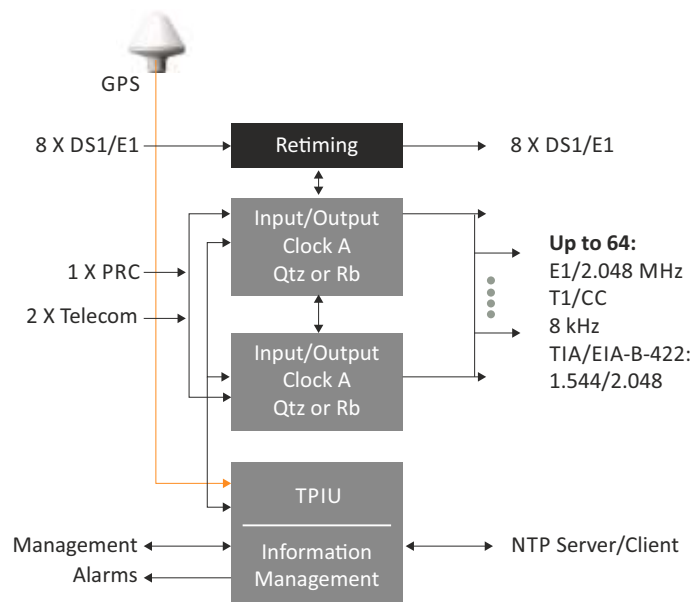 GPS
8 X DS1/E1
Retiming
8 X DS1/E1
Input/Output
Clock A
Qtz or Rb
1 X PRC
2 X Telecom
Up to 64:
E1/2.048 MHz
T1/CC
8 kHz
TIA/EIA-B-422:
1.544/2.048
Input/Output
Clock A
Qtz or Rb
TPIU
Information
Management
Management
Alarms
NTP Server/Client